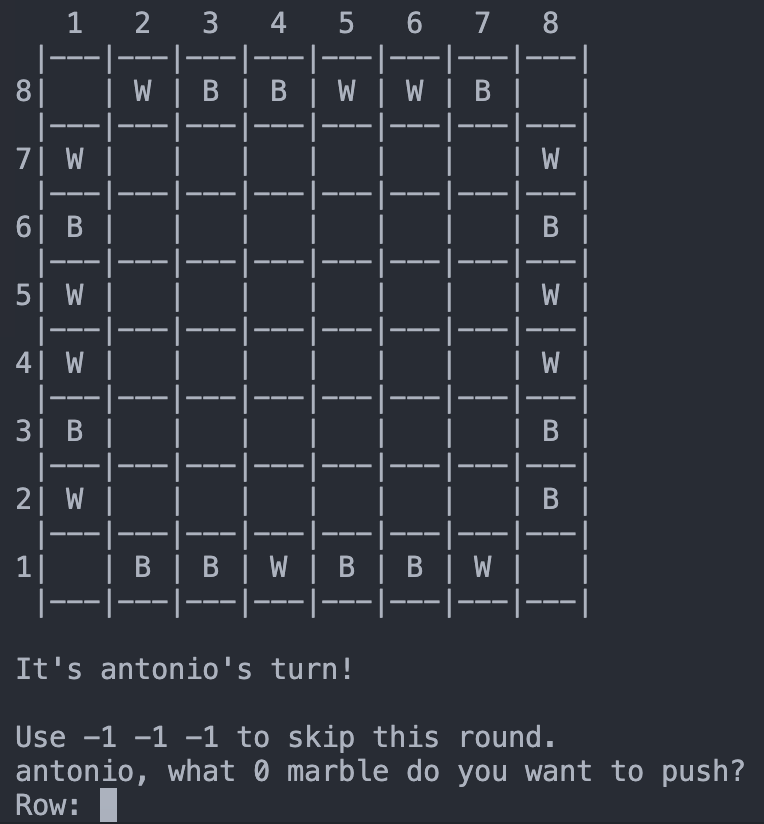 1 2 3 4 5 6 7 8
|---|---|---|---|---|---|---|---|
8| | W | B | B | W | W | B | |
|---|---|---|---|---|---|---|---|
7| W | | | | | | | W |
|---|---|---|---|---|---|---|---|
6| B | | | | | | | B |
|---|---|---|---|---|---|---|---|
5| W | | | | | | | W |
|---|---|---|---|---|---|---|---|
4| W | | | | | | | W |
|---|---|---|---|---|---|---|---|
3| B | | | | | | | B |
|---|---|---|---|---|---|---|---|
2| W | | | | | | | B |
|---|---|---|---|---|---|---|---|
1| | B | B | W | B | B | W | |
|---|---|---|---|---|---|---|---|
It's antonio's turn!
Use -1 -1 -1 to skip this round.
antonio, what 0 marble do you want to push?
Row: